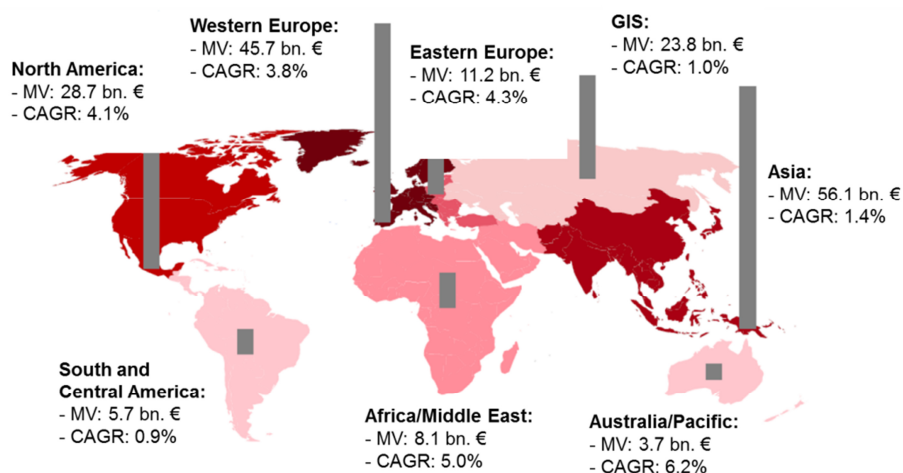 Western Europe:
- MV: 45.7 bn. €
- CAGR: 3.8%
GIS:
- MV: 23.8 bn. €
- CAGR: 1.0%
Eastern Europe:
- MV: 11.2 bn. €
- CAGR: 4.3%
North America:
- MV: 28.7 bn. €
- CAGR: 4.1%
Asia:
- MV: 56.1 bn. €
- CAGR: 1.4%
South and
Central America:
- MV: 5.7 bn. €
- CAGR: 0.9%
Africa/Middle East:
- MV: 8.1 bn. €
- CAGR: 5.0%
Australia/Pacific:
- MV: 3.7 bn. €
- CAGR: 6.2%